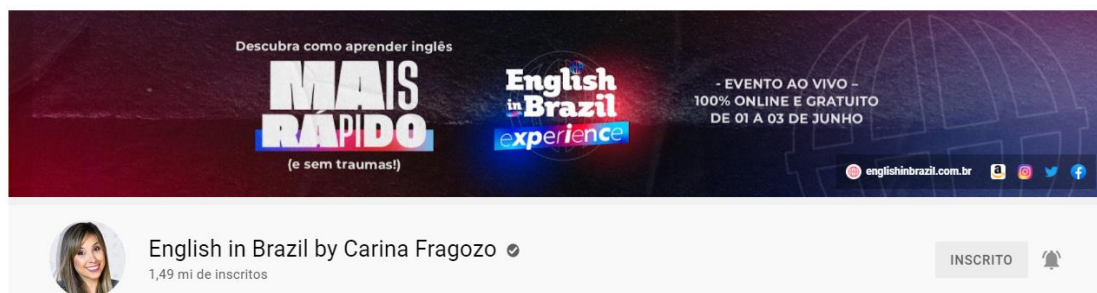 Descubra como aprender inglês
MAIS
RÁPIDO
(e sem traumas!)
English
in Brazil
experience
- EVENTO AO VIVO –
100% ONLINE E GRATUITO
DE 01 A 03 DE JUNHO
englishinbrazil.com.br
English in Brazil by Carina Fragozo
1,49 mi de inscritos
INSCRITO